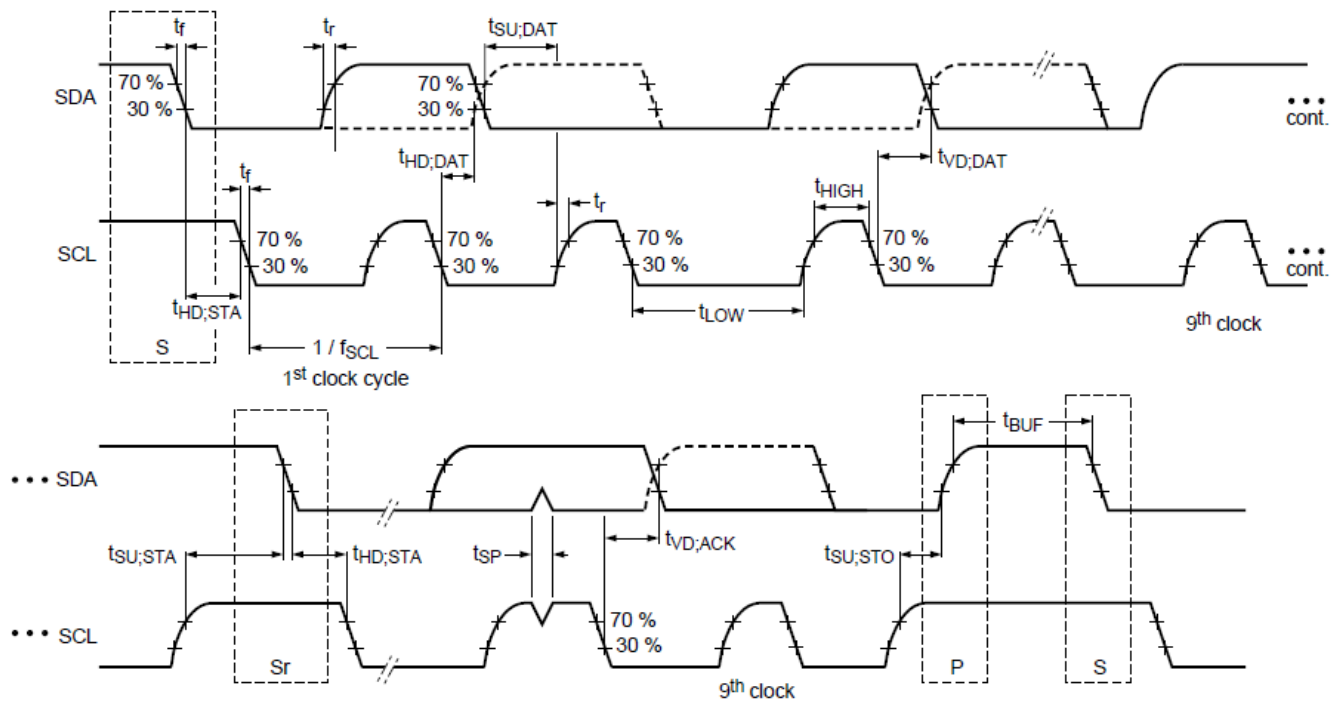 tf tr tSU;DAT
70 % 70 %
SDA
30 % 30 %
••• cont.
tHD;DAT tVD;DAT
tf tr tHIGH
70 % 70 % 70 % 70 %
SCL
30 % 30 % 30 % 30 %
••• cont.
tHD;STA tLOW
9th clock
S 1 / fSCL
1st clock cycle
tBUF
••• SDA
tSU;STA tHD;STA tSP tVD;ACK tSU;STO
70 %
••• SCL
30 %
Sr P S
9th clock